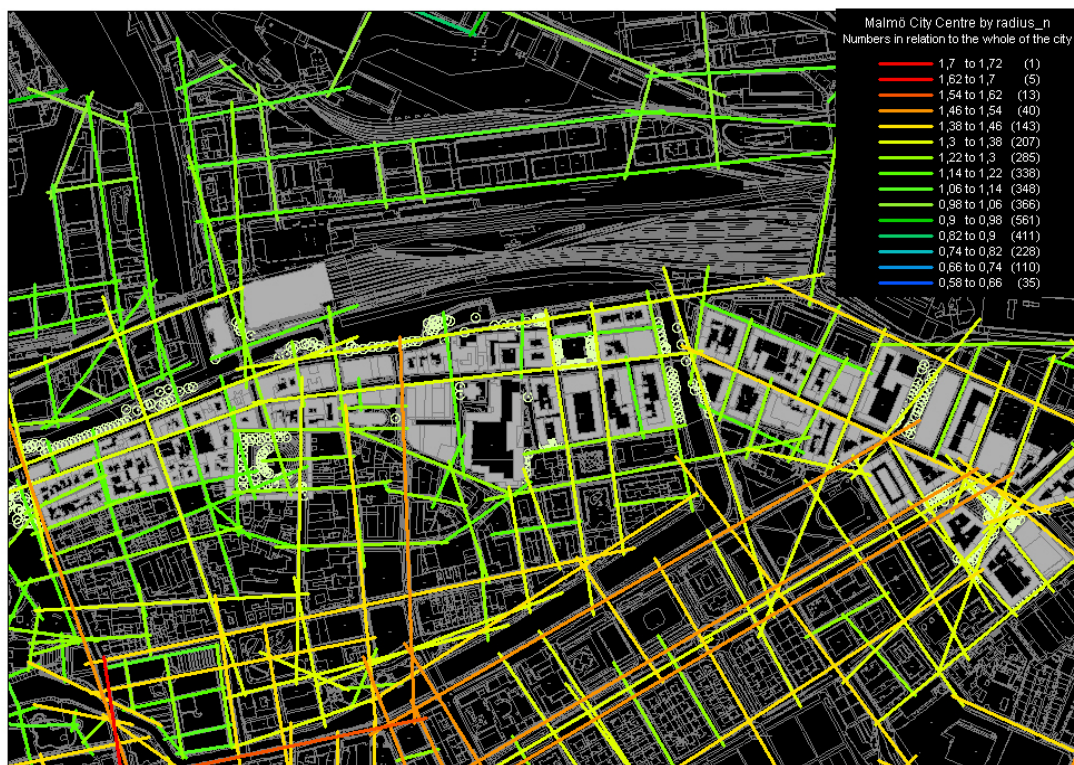 Malmö City Centre by radius_n
Numbers in relation to the whole of the city
1,7 to 1,72 (1)
1,62 to 1,7 (5)
1,54 to 1,62 (13)
1,46 to 1,54 (40)
1,38 to 1,46 (143)
1,3 to 1,38 (207)
1,22 to 1,3 (285)
1,14 to 1,22 (338)
1,06 to 1,14 (348)
0,98 to 1,06 (366)
0,9 to 0,98 (561)
0,82 to 0,9 (411)
0,74 to 0,82 (228)
0,66 to 0,74 (110)
0,58 to 0,66 (35)